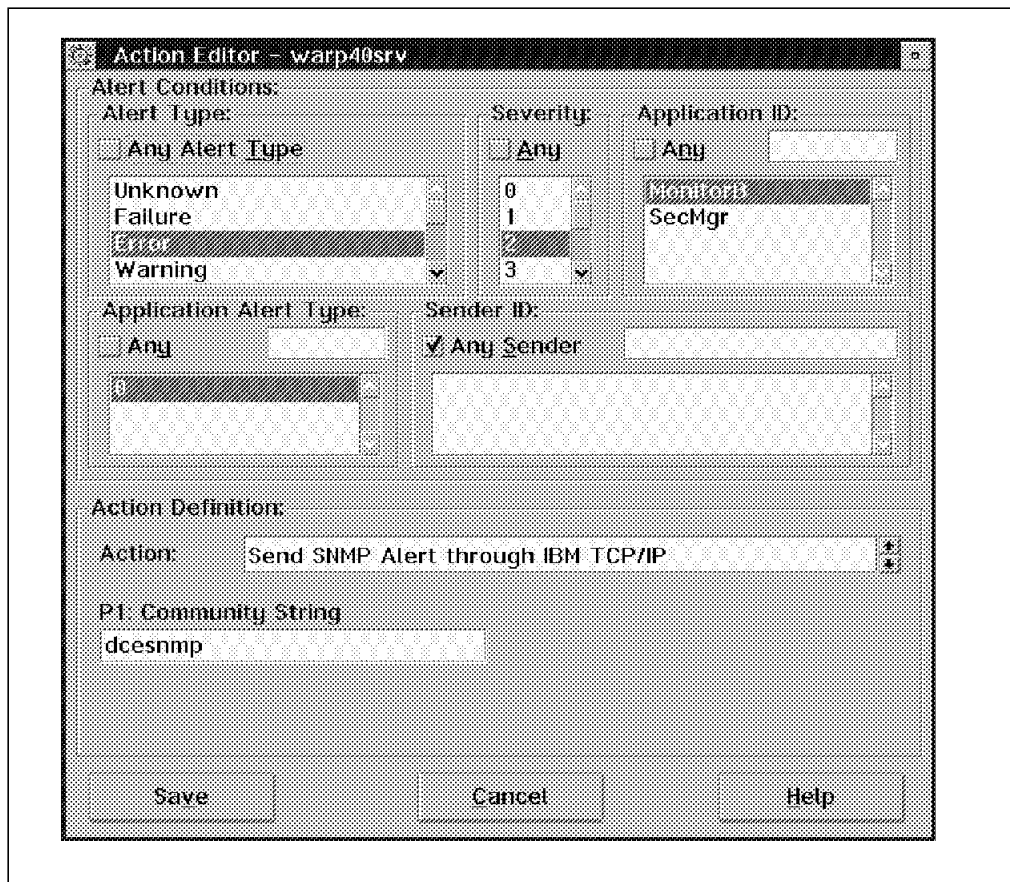 Action Editor - warp40srv
Alert Conditions:
Alert Type:
Any Alert Type
Unknown
Failure
Error
Warning
Severity:
Any
0
1
2
3
Application ID:
Any
MonitorB
SecMgr
Application Alert Type:
Any
0
Sender ID:
Any Sender
Action Definition:
Action:
Send SNMP Alert through IBM TCP/IP
P1: Community String
dcesnmp
Save
Cancel
Help